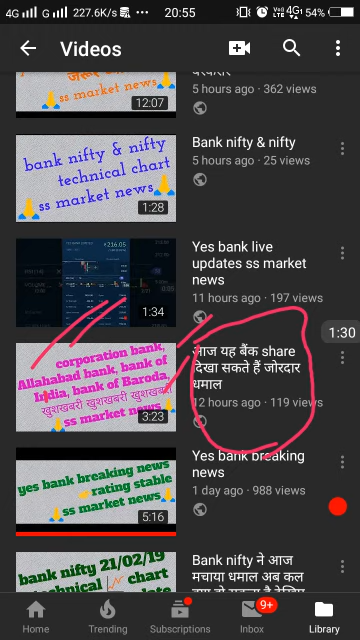 4G G 227.6K/s 20:55 VoLTE 4G 54%
Videos
जरूर
12:07
5 hours ago · 362 views
bank nifty & nifty
technical chart
ss market news
1:28
Bank nifty & nifty
5 hours ago · 25 views
216.05
1:34
Yes bank live
updates ss market
news
11 hours ago · 197 views
1:30
corporation bank,
Allahabad bank, bank of
India, bank of Baroda,
खुशखबरी खुशखबरी खुशखबरी
ss market news
3:23
आज यह बैंक share
दिखा सकते हैं जोरदार
धमाल
12 hours ago · 119 views
yes bank breaking
news
rating stable
ss market news
5:16
Yes bank breaking
news
1 day ago · 988 views
bank nifty 21/02/19
technical chart
Bank nifty ने आज
मचाया धमाल अब कल
Home
Trending
Subscriptions
9+
Inbox
Library